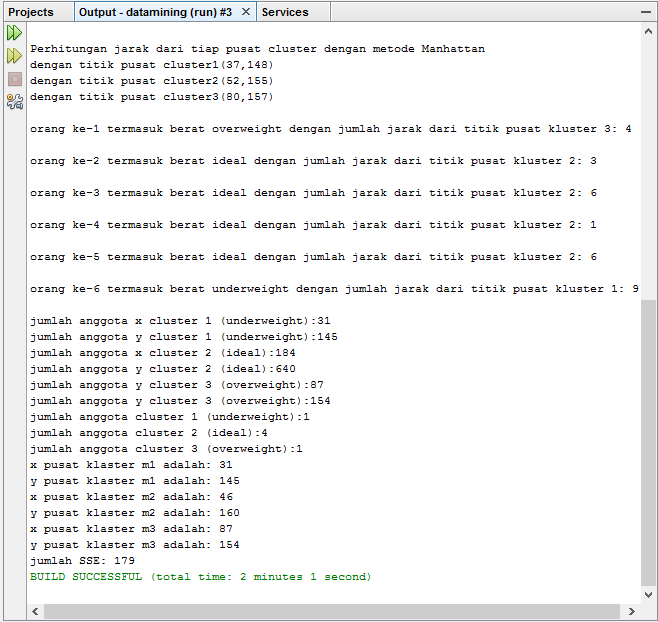 Projects Output - datamining (run) #3 × Services
Perhitungan jarak dari tiap pusat cluster dengan metode Manhattan
dengan titik pusat cluster1(37,148)
dengan titik pusat cluster2(52,155)
dengan titik pusat cluster3(80,157)
orang ke-1 termasuk berat overweight dengan jumlah jarak dari titik pusat kluster 3: 4
orang ke-2 termasuk berat ideal dengan jumlah jarak dari titik pusat kluster 2: 3
orang ke-3 termasuk berat ideal dengan jumlah jarak dari titik pusat kluster 2: 6
orang ke-4 termasuk berat ideal dengan jumlah jarak dari titik pusat kluster 2: 1
orang ke-5 termasuk berat ideal dengan jumlah jarak dari titik pusat kluster 2: 6
orang ke-6 termasuk berat underweight dengan jumlah jarak dari titik pusat kluster 1: 9
jumlah anggota x cluster 1 (underweight):31
jumlah anggota y cluster 1 (underweight):145
jumlah anggota x cluster 2 (ideal):184
jumlah anggota y cluster 2 (ideal):640
jumlah anggota y cluster 3 (overweight):87
jumlah anggota y cluster 3 (overweight):154
jumlah anggota cluster 1 (underweight):1
jumlah anggota cluster 2 (ideal):4
jumlah anggota cluster 3 (overweight):1
x pusat klaster m1 adalah: 31
y pusat klaster m1 adalah: 145
x pusat klaster m2 adalah: 46
y pusat klaster m2 adalah: 160
x pusat klaster m3 adalah: 87
y pusat klaster m3 adalah: 154
jumlah SSE: 179
BUILD SUCCESSFUL (total time: 2 minutes 1 second)